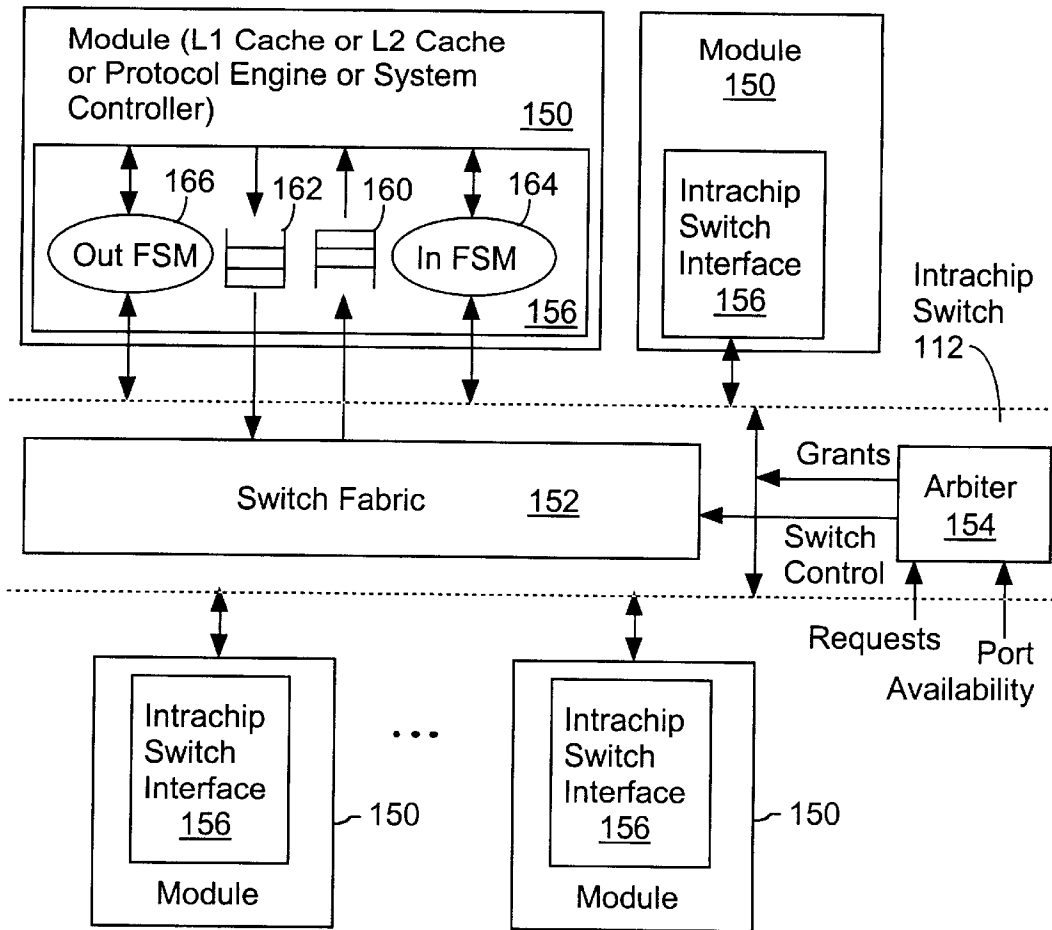 Module (L1 Cache or L2 Cache
or Protocol Engine or System
Controller)
150
166
162
160
164
Out FSM
In FSM
156
Module
150
Intrachip
Switch
Interface
156
Intrachip
Switch
112
Switch Fabric 152
Grants
Switch
Control
Arbiter
154
Requests
Port
Availability
Intrachip
Switch
Interface
156
Module
150
...
Intrachip
Switch
Interface
156
Module
150